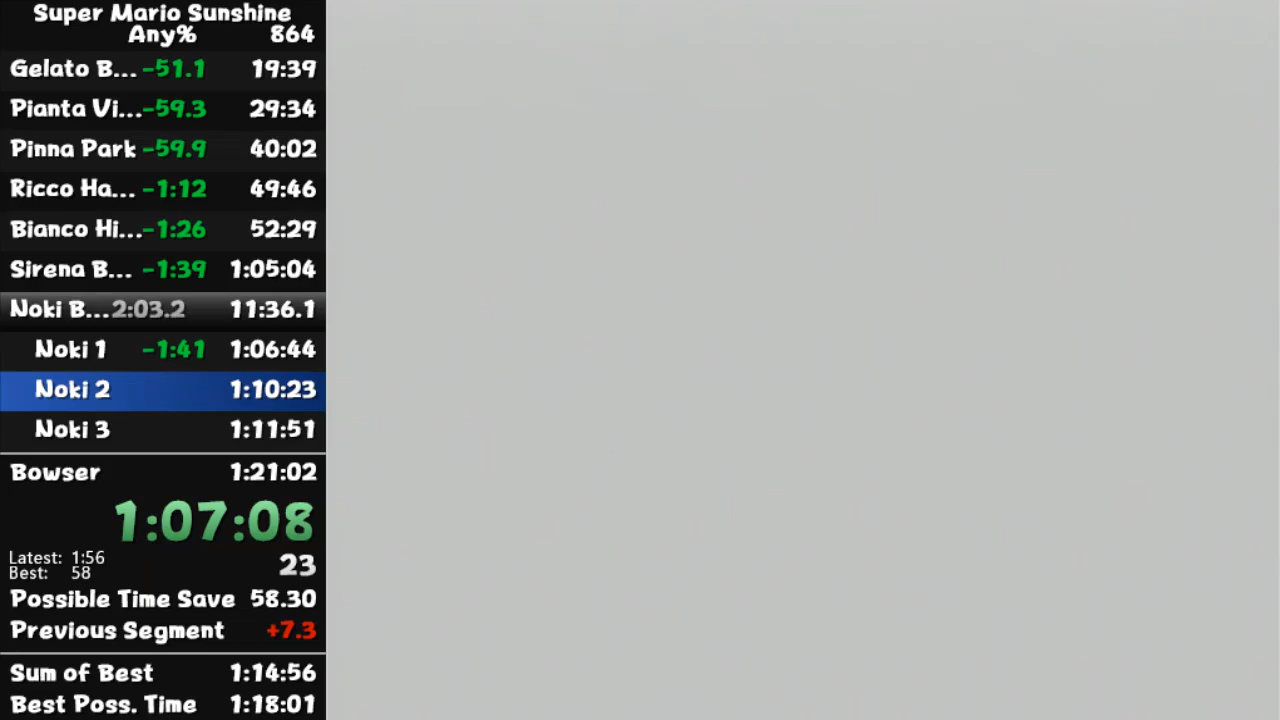 Super Mario Sunshine
Any% 864
Gelato B... -51.1 19:39
Pianta Vi... -59.3 29:34
Pinna Park -59.9 40:02
Ricco Ha... -1:12 49:46
Bianco Hi... -1:26 52:29
Sirena B... -1:39 1:05:04
Noki B... 2:03.2 11:36.1
Noki 1 -1:41 1:06:44
Noki 2 1:10:23
Noki 3 1:11:51
Bowser 1:21:02
1:07:08
Latest: 1:56
Best: 58
23
Possible Time Save 58.30
Previous Segment +7.3
Sum of Best 1:14:56
Best Poss. Time 1:18:01